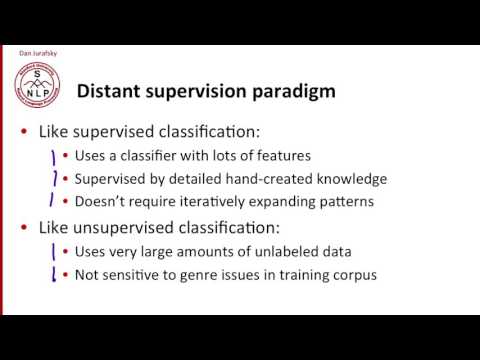 Dan Jurafsky
S
NLP
Distant supervision paradigm
• Like supervised classification:
• Uses a classifier with lots of features
• Supervised by detailed hand-created knowledge
• Doesn't require iteratively expanding patterns
• Like unsupervised classification:
• Uses very large amounts of unlabeled data
• Not sensitive to genre issues in training corpus